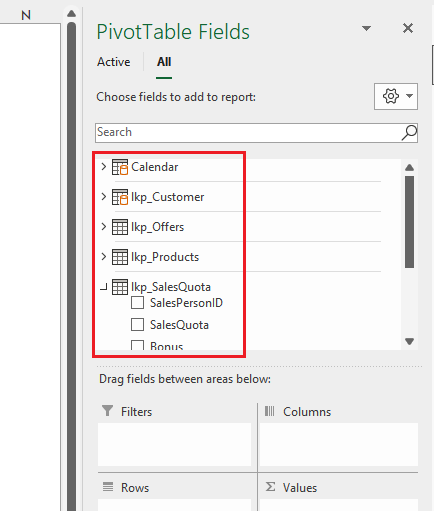 N
PivotTable Fields
Active All
Choose fields to add to report:
Search
Calendar
lkp_Customer
lkp_Offers
lkp_Products
lkp_SalesQuota
SalesPersonID
SalesQuota
Bonus
Drag fields between areas below:
Filters
Columns
Rows
Σ Values